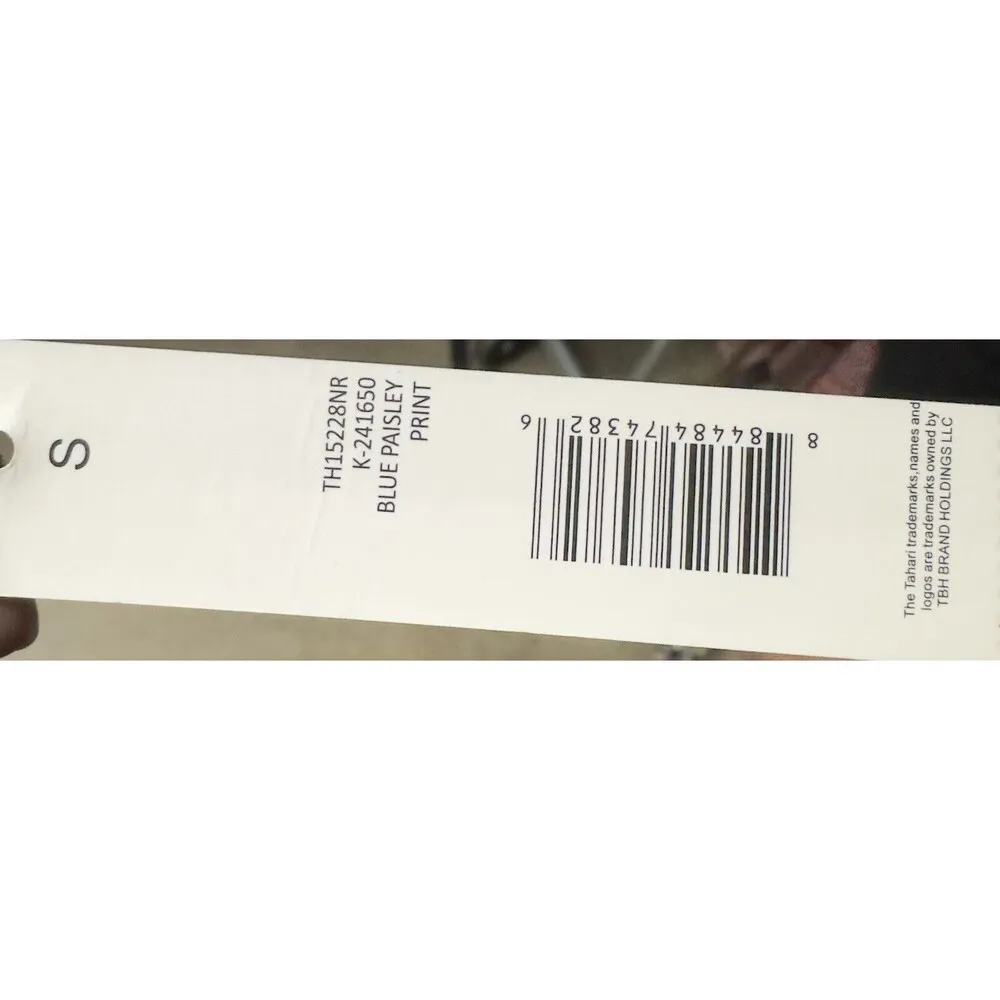 S
TH15228NR
K-241650
BLUE PAISLEY
PRINT
8 84484 74382 6
The Tahari trademarks,names and
logos are trademarks owned by
TBH BRAND HOLDINGS LLC